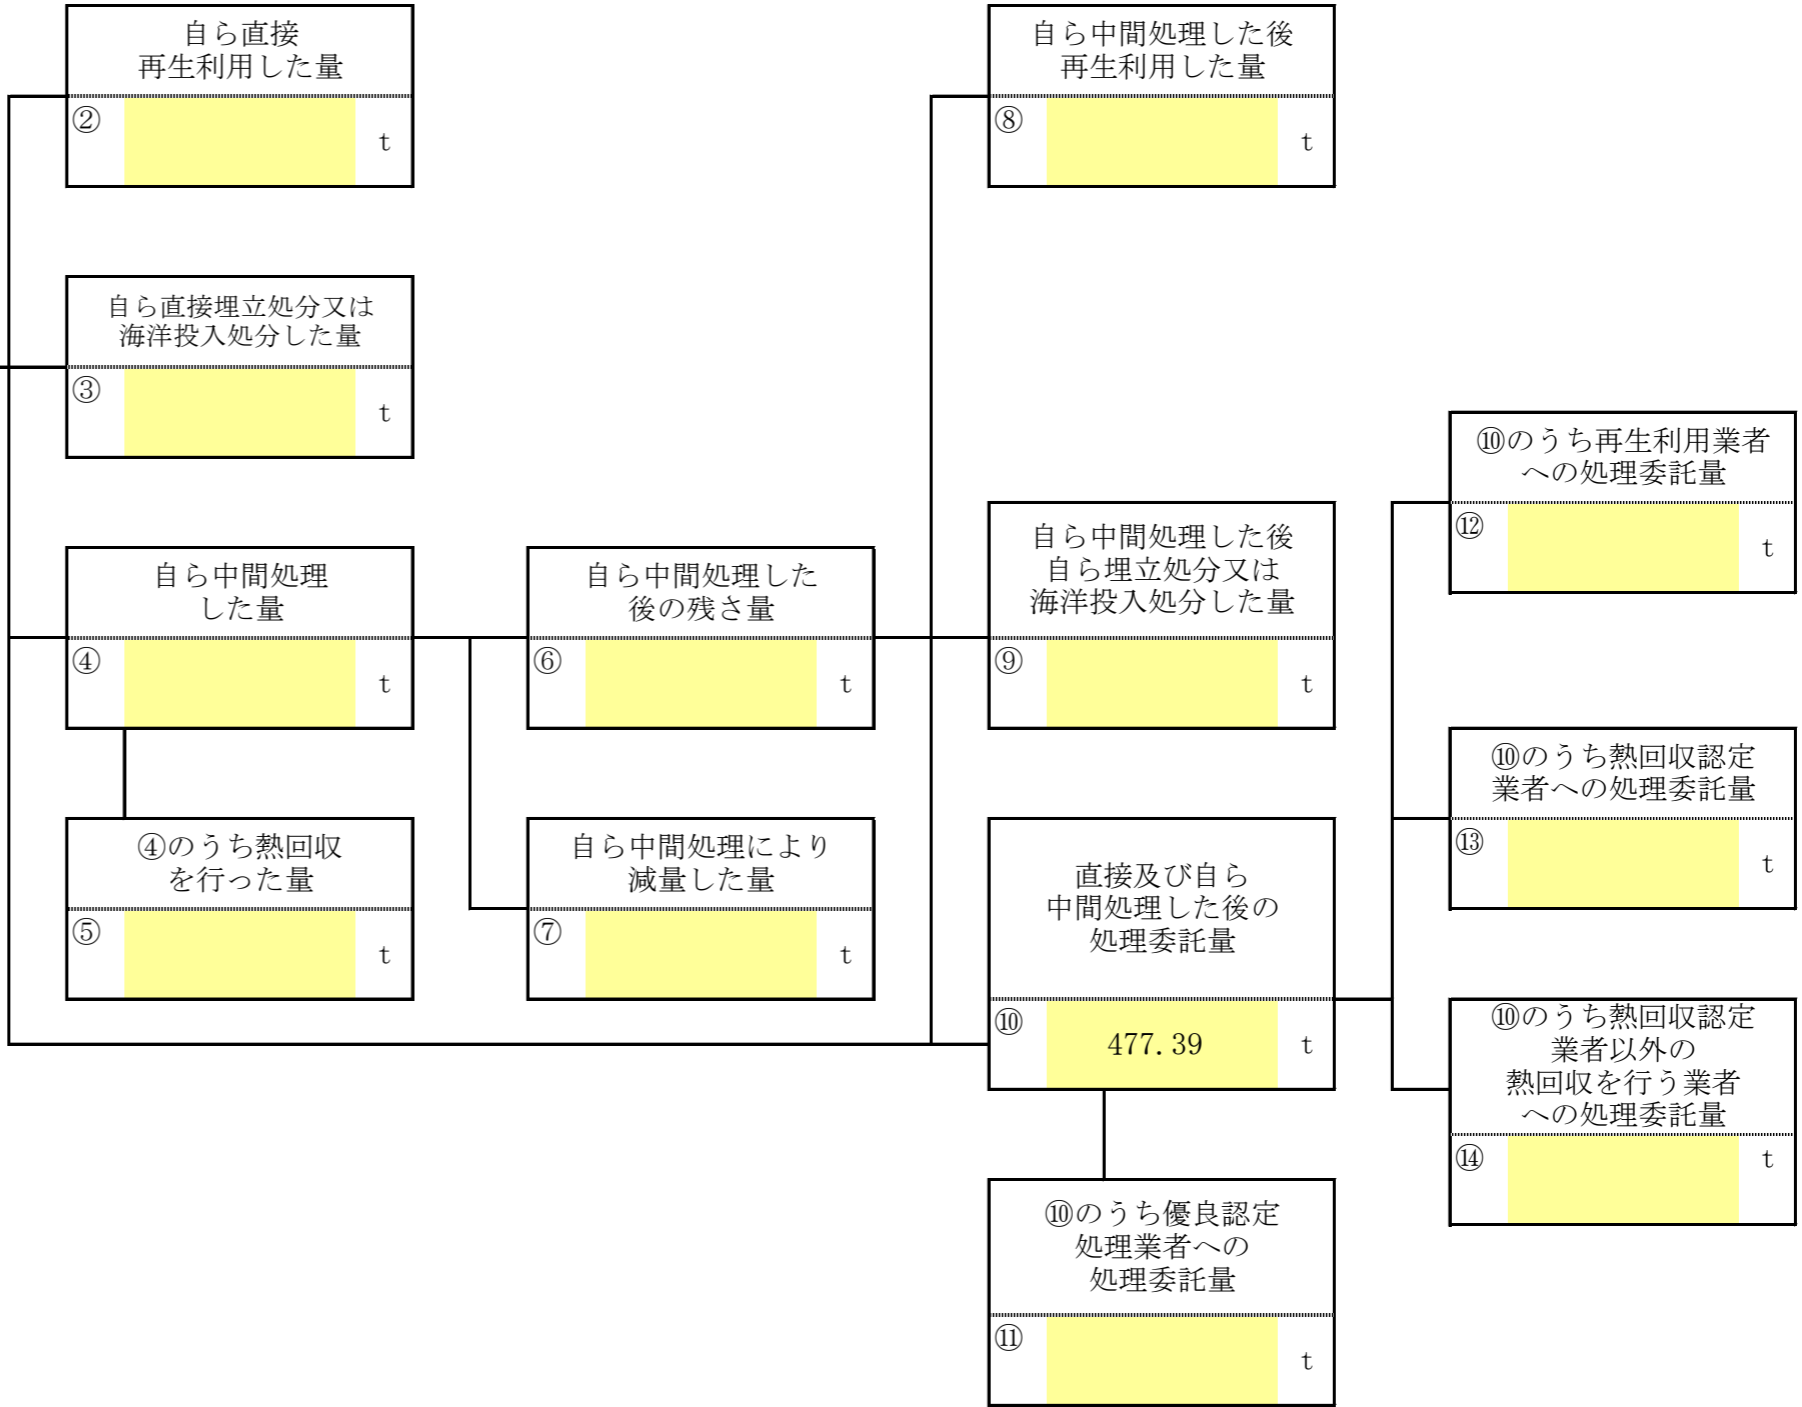 自ら直接
再生利用した量
②
t
自ら中間処理した後
再生利用した量
⑧
t
自ら直接埋立処分又は
海洋投入処分した量
③
t
⑩のうち再生利用業者
への処理委託量
⑫
t
自ら中間処理
した量
④
t
自ら中間処理した
後の残さ量
⑥
t
自ら中間処理した後
自ら埋立処分又は
海洋投入処分した量
⑨
t
⑩のうち熱回収認定
業者への処理委託量
⑬
t
④のうち熱回収
を行った量
⑤
t
自ら中間処理により
減量した量
⑦
t
直接及び自ら
中間処理した後の
処理委託量
⑩ 477.39 t
⑩のうち熱回収認定
業者以外の
熱回収を行う業者
への処理委託量
⑭
t
⑩のうち優良認定
処理業者への
処理委託量
⑪
t